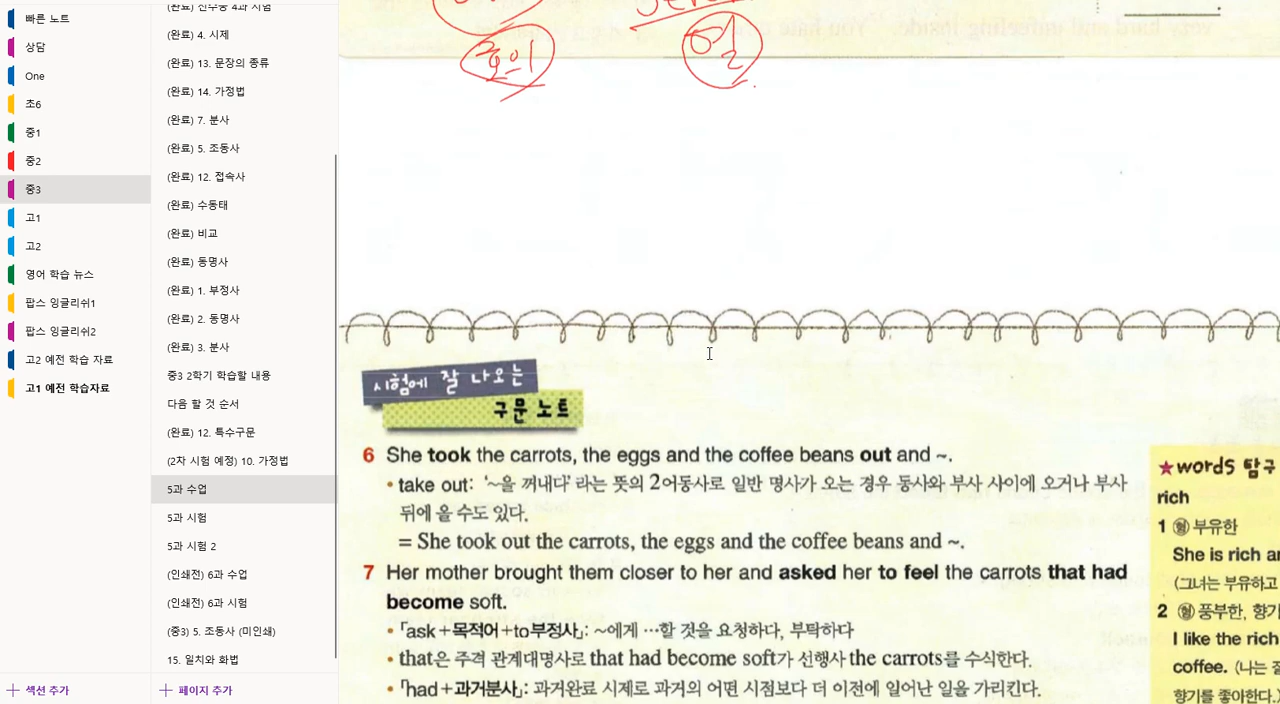 빠른 노트
상담
One
초6
중1
중2
중3
고1
고2
영어 학습 뉴스
팝스 잉글리쉬1
팝스 잉글리쉬2
고2 예전 학습 자료
고1 예전 학습자료
섹션 추가
(완료) 4. 시제
(완료) 13. 문장의 종류
(완료) 14. 가정법
(완료) 7. 분사
(완료) 5. 조동사
(완료) 12. 접속사
(완료) 수동태
(완료) 비교
(완료) 동명사
(완료) 1. 부정사
(완료) 2. 동명사
(완료) 3. 분사
중3 2학기 학습할 내용
다음 할 것 순서
(완료) 12. 특수구문
(2차 시험 예정) 10. 가정법
5과 수업
5과 시험
5과 시험 2
(인쇄전) 6과 수업
(인쇄전) 6과 시험
(중3) 5. 조동사 (미인쇄)
15. 일치와 화법
페이지 추가
시험에 잘 나오는
구문 노트
6 She took the carrots, the eggs and the coffee beans out and ~.
• take out: '~을 꺼내다' 라는 뜻의 2어동사로 일반 명사가 오는 경우 동사와 부사 사이에 오거나 부사
뒤에 올 수도 있다.
= She took out the carrots, the eggs and the coffee beans and ~.
7 Her mother brought them closer to her and asked her to feel the carrots that had
become soft.
• 「ask+목적어+to부정사」: ~에게 …할 것을 요청하다, 부탁하다
• that은 주격 관계대명사로 that had become soft가 선행사 the carrots를 수식한다.
• 「had+과거분사」: 과거완료 시제로 과거의 어떤 시점보다 더 이전에 일어난 일을 가리킨다.
★words 탐구
rich
1 형 부유한
She is rich
(그녀는 부유하고
2 형 풍부한, 향기
I like the rich
coffee. (나는
향기를 좋아한다.)